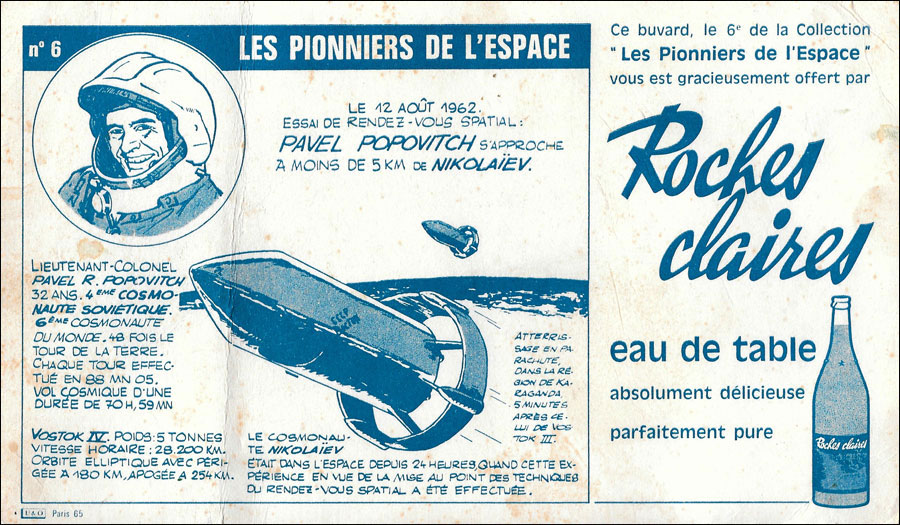 n° 6
LES PIONNIERS DE L'ESPACE
LE 12 AOÛT 1962.
ESSAI DE RENDEZ-VOUS SPATIAL :
PAVEL POPOVITCH S'APPROCHE
A MOINS DE 5 KM DE NIKOLAÏEV.
LIEUTENANT-COLONEL
PAVEL R. POPOVITCH
32 ANS. 4ÈME COSMO-
NAUTE SOVIÉTIQUE.
6ÈME COSMONAUTE
DU MONDE. 48 FOIS LE
TOUR DE LA TERRE.
CHAQUE TOUR EFFEC-
TUÉ EN 88 MN 05.
VOL COSMIQUE D'UNE
DURÉE DE 70 H, 59 MN
VOSTOK IV. POIDS: 5 TONNES
VITESSE HORAIRE : 28.200 KM.
ORBITE ELLIPTIQUE AVEC PÉRI-
GÉE A 180 KM, APOGÉE A 254 KM.
ATTERRIS-
SAGE EN PA-
RACHUTE,
DANS LA RÉ-
GION DE KA-
RAGANDA,
5 MINUTES
APRÈS CE-
LUI DE VOS-
TOK III.
LE COSMONAU-
TE NIKOLAÏEV
ÉTAIT DANS L'ESPACE DEPUIS 24 HEURES, QUAND CETTE EX-
PÉRIENCE EN VUE DE LA MISE AU POINT DES TECHNIQUES
DU RENDEZ-VOUS SPATIAL A ÉTÉ EFFECTUÉE.
Ce buvard, le 6e de la Collection
"Les Pionniers de l'Espace"
vous est gracieusement offert par
Roches
claires
eau de table
absolument délicieuse
parfaitement pure
Roches claires
Paris 65